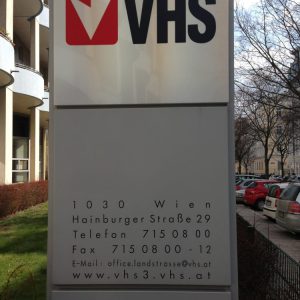 VHS
1030 Wien
Hainburger Straße 29
Telefon 715 08 00
Fax 715 08 00 - 12
E-Mail: office.landstrasse@vhs.at
www.vhs3.vhs.at